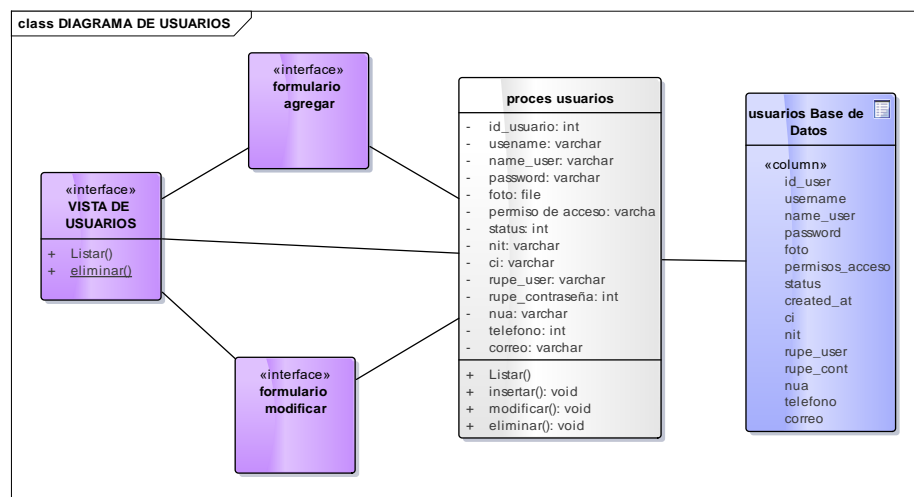 class DIAGRAMA DE USUARIOS
«interface»
formulario
agregar
«interface»
VISTA DE
USUARIOS
+ Listar()
+ eliminar()
«interface»
formulario
modificar
proces usuarios
- id_usuario: int
- usename: varchar
- name_user: varchar
- password: varchar
- foto: file
- permiso de acceso: varcha
- status: int
- nit: varchar
- ci: varchar
- rupe_user: varchar
- rupe_contraseña: int
- nua: varchar
- telefono: int
- correo: varchar
+ Listar()
+ insertar(): void
+ modificar(): void
+ eliminar(): void
usuarios Base de
Datos
«column»
id_user
username
name_user
password
foto
permisos_acceso
status
created_at
ci
nit
rupe_user
rupe_cont
nua
telefono
correo